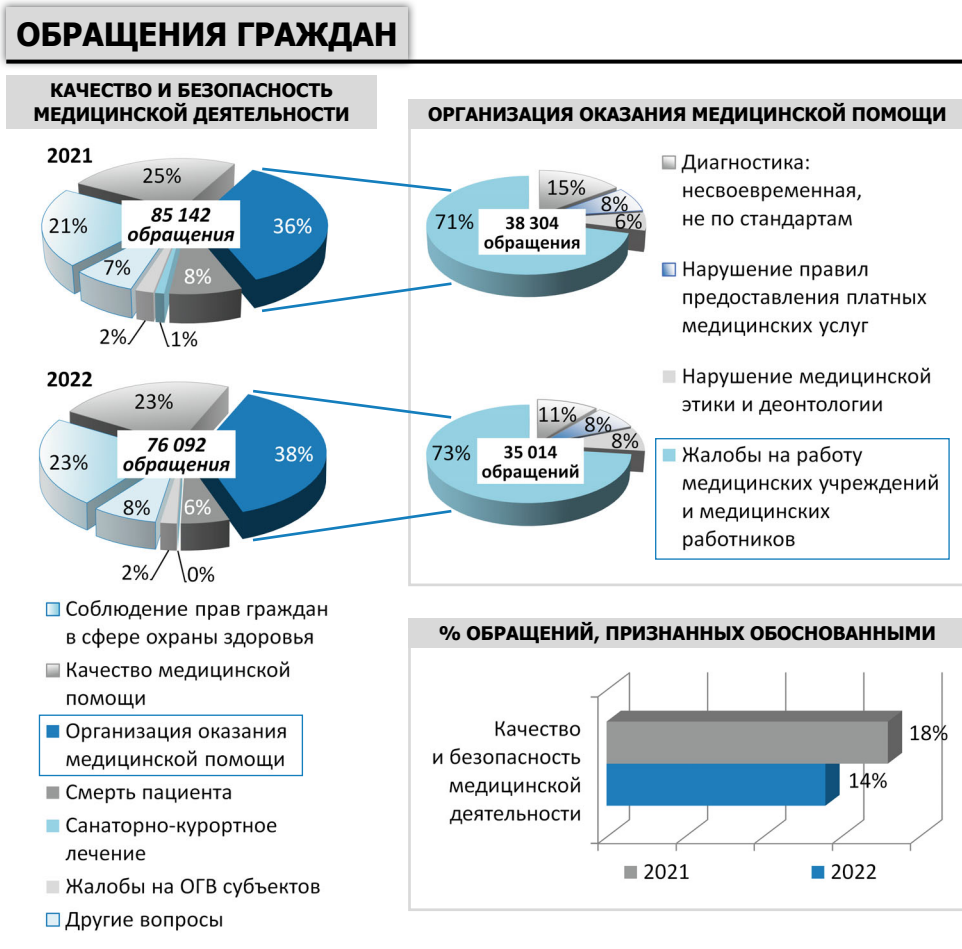 ОБРАЩЕНИЯ ГРАЖДАН
КАЧЕСТВО И БЕЗОПАСНОСТЬ
МЕДИЦИНСКОЙ ДЕЯТЕЛЬНОСТИ
2021
25%
36%
21%
85 142
обращения
7%
8%
2%
1%
2022
23%
38%
23%
76 092
обращения
8%
6%
2%
0%
Соблюдение прав граждан
в сфере охраны здоровья
Качество медицинской
помощи
Организация оказания
медицинской помощи
Смерть пациента
Санаторно-курортное
лечение
Жалобы на ОГВ субъектов
Другие вопросы
ОРГАНИЗАЦИЯ ОКАЗАНИЯ МЕДИЦИНСКОЙ ПОМОЩИ
15%
8%
6%
71%
38 304
обращения
11%
8%
8%
73%
35 014
обращений
Диагностика:
несвоевременная,
не по стандартам
Нарушение правил
предоставления платных
медицинских услуг
Нарушение медицинской
этики и деонтологии
Жалобы на работу
медицинских учреждений
и медицинских
работников
% ОБРАЩЕНИЙ, ПРИЗНАННЫХ ОБОСНОВАННЫМИ
Качество
и безопасность
медицинской
деятельности
18%
14%
2021
2022